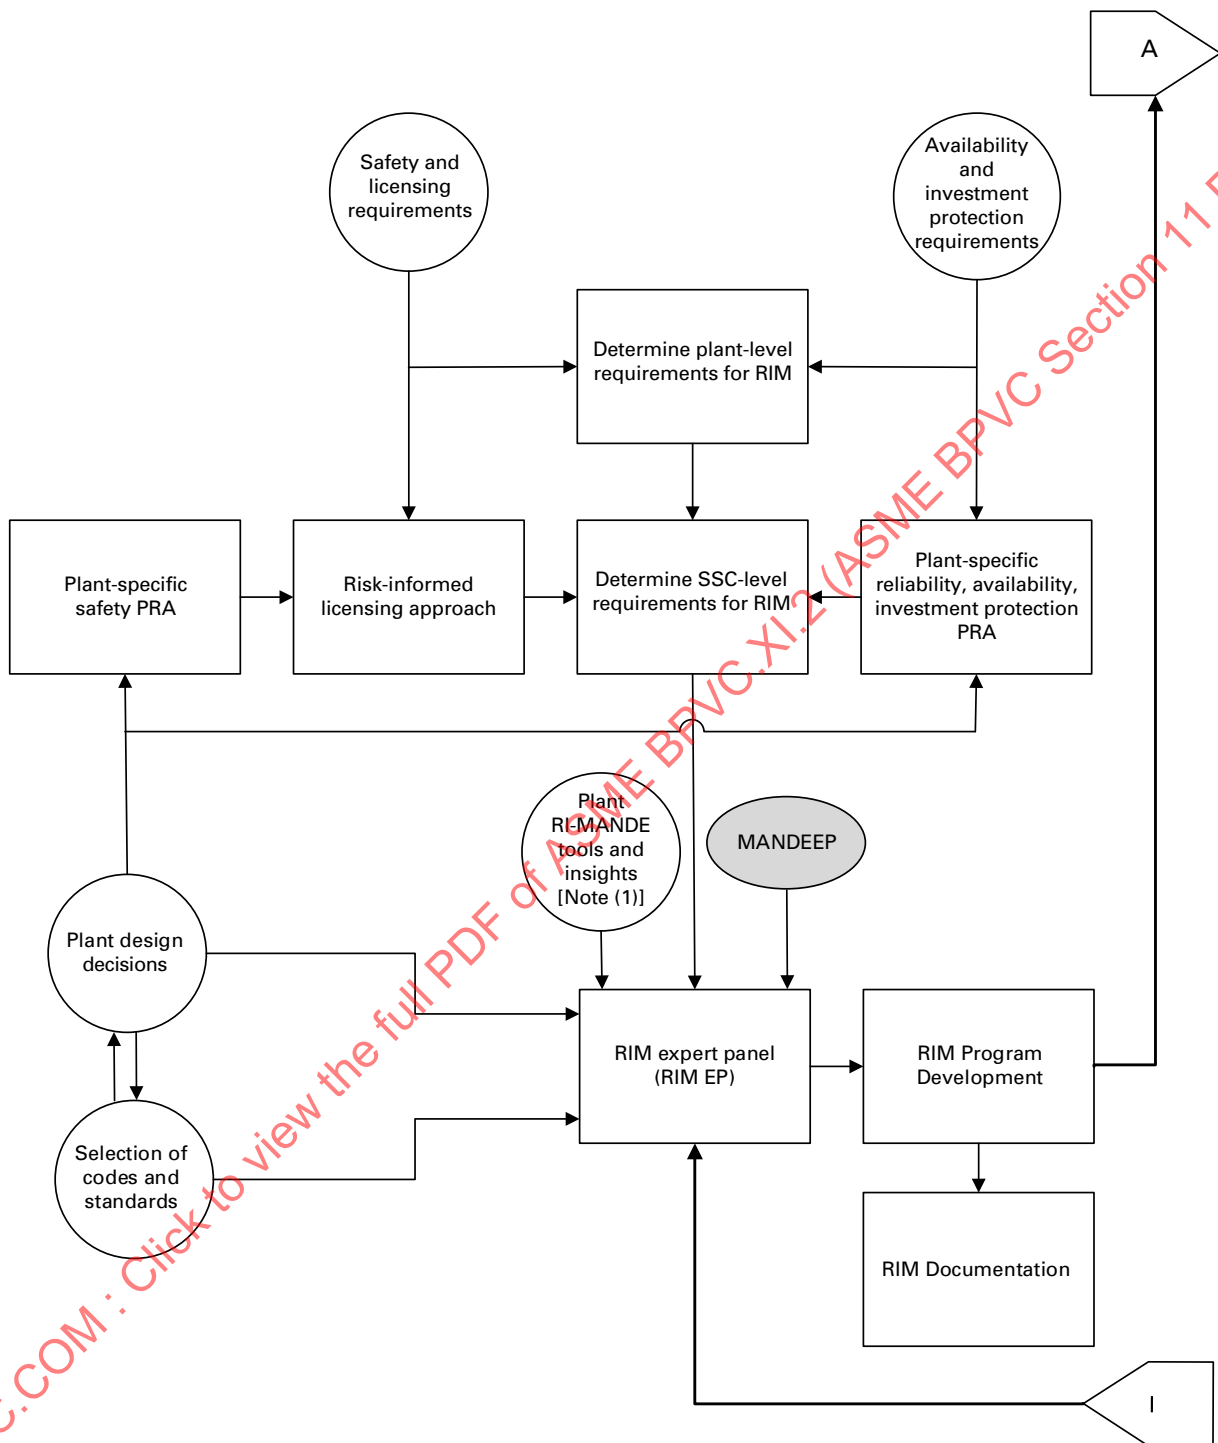 A
Safety and
licensing
requirements
Availability
and
investment
protection
requirements
Determine plant-level
requirements for RIM
Plant-specific
safety PRA
Risk-informed
licensing approach
Determine SSC-level
requirements for RIM
Plant-specific
reliability, availability,
investment protection
PRA
Plant
RI-MANDE
tools and
insights
[Note (1)]
MANDEEP
Plant design
decisions
RIM expert panel
(RIM EP)
RIM Program
Development
Selection of
codes and
standards
RIM Documentation
I
C.COM : Click to view the full PDF of ASME BPVC.XI.2 (ASME BPVC Section 11